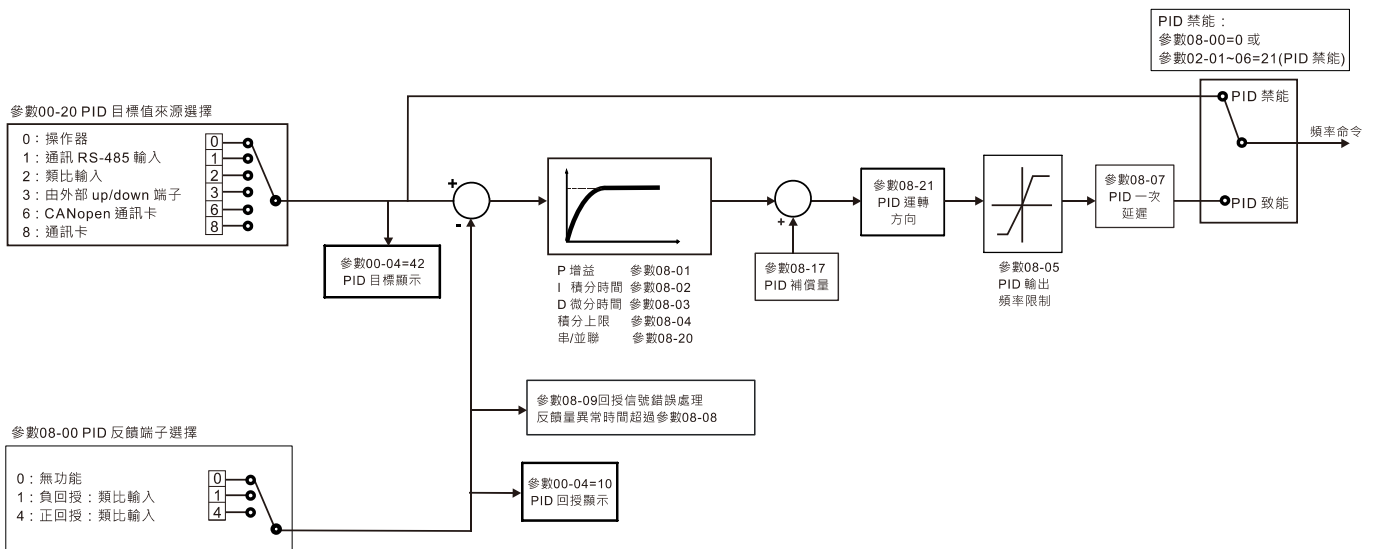 PID 禁能：
參數08-00=0 或
參數02-01~06=21(PID 禁能)
參數00-20 PID 目標值來源選擇
0：操作器
1：通訊 RS-485 輸入
2：類比輸入
3：由外部 up/down 端子
6：CANopen 通訊卡
8：通訊卡
0
1
2
3
6
8
+
-
參數00-04=42
PID 目標顯示
P 增益 參數08-01
I 積分時間 參數08-02
D 微分時間 參數08-03
積分上限 參數08-04
串/並聯 參數08-20
+
參數08-17
PID 補償量
參數08-21
PID 運轉
方向
參數08-05
PID 輸出
頻率限制
參數08-07
PID 一次
延遲
PID 禁能
PID 致能
頻率命令
參數08-09回授信號錯誤處理
反饋量異常時間超過參數08-08
參數00-04=10
PID 回授顯示
參數08-00 PID 反饋端子選擇
0：無功能
1：負回授：類比輸入
4：正回授：類比輸入
0
1
4